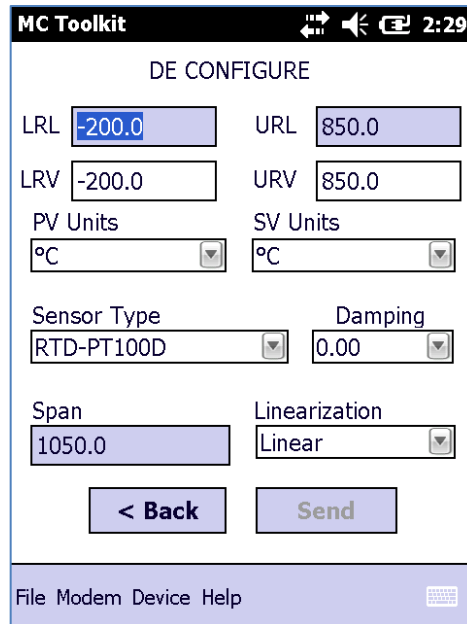 MC Toolkit 2:29
DE CONFIGURE
LRL -200.0 URL 850.0
LRV -200.0 URV 850.0
PV Units SV Units
°C °C
Sensor Type Damping
RTD-PT100D 0.00
Span Linearization
1050.0 Linear
< Back Send
File Modem Device Help